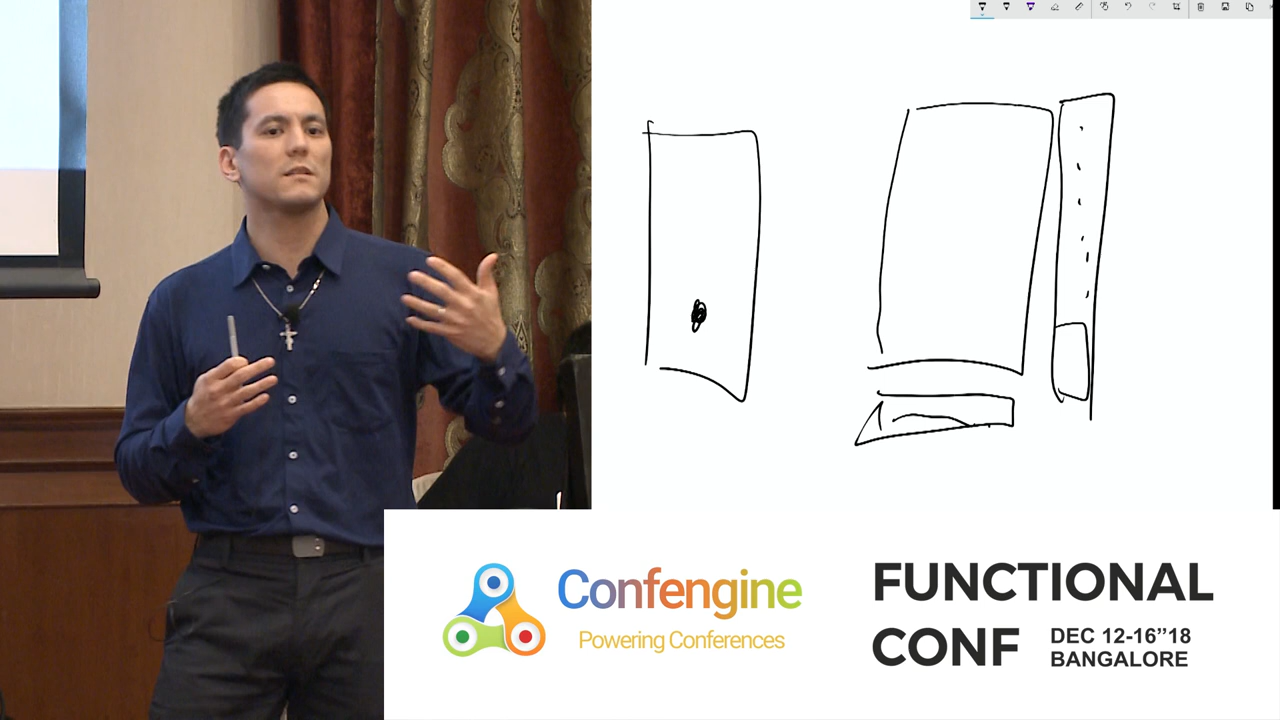 Confengine
Powering Conferences
FUNCTIONAL
CONF
DEC 12-16”18
BANGALORE